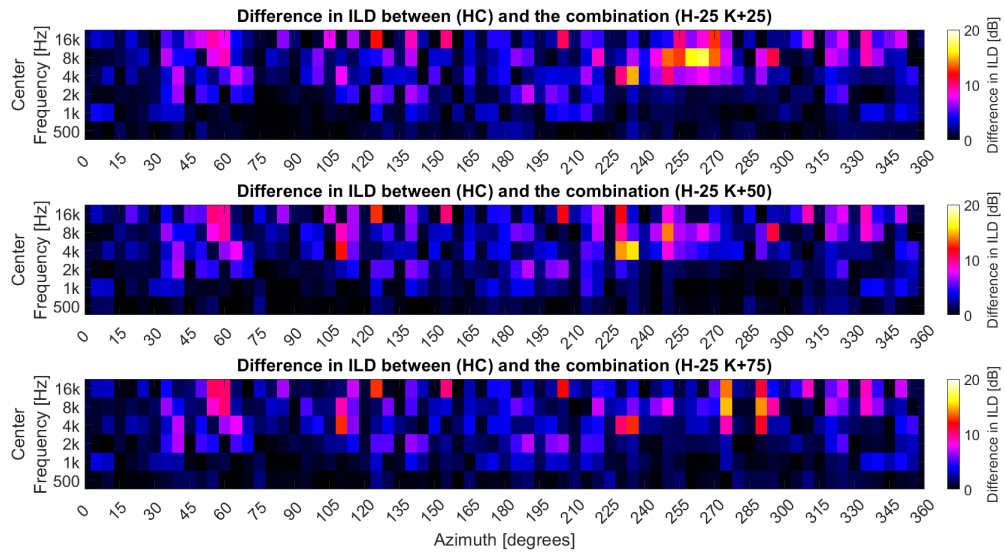 Difference in ILD between (HC) and the combination (H-25 K+25)
Center
Frequency [Hz]
16k
8k
4k
2k
1k
500
0 15 30 45 60 75 90 105 120 135 140 150 165 180 195 210 230 240 255 270 285 300 315 330 345 360
20
10
0
Difference in ILD [dB]
Difference in ILD between (HC) and the combination (H-25 K+50)
Center
Frequency [Hz]
16k
8k
4k
2k
1k
500
0 15 30 45 60 75 90 105 120 135 140 150 165 180 195 210 230 240 255 270 285 300 315 330 345 360
20
10
0
Difference in ILD [dB]
Difference in ILD between (HC) and the combination (H-25 K+75)
Center
Frequency [Hz]
16k
8k
4k
2k
1k
500
0 15 30 45 60 75 90 105 120 135 140 150 165 180 195 210 230 240 255 270 285 300 315 330 345 360
Azimuth [degrees]
20
10
0
Difference in ILD [dB]